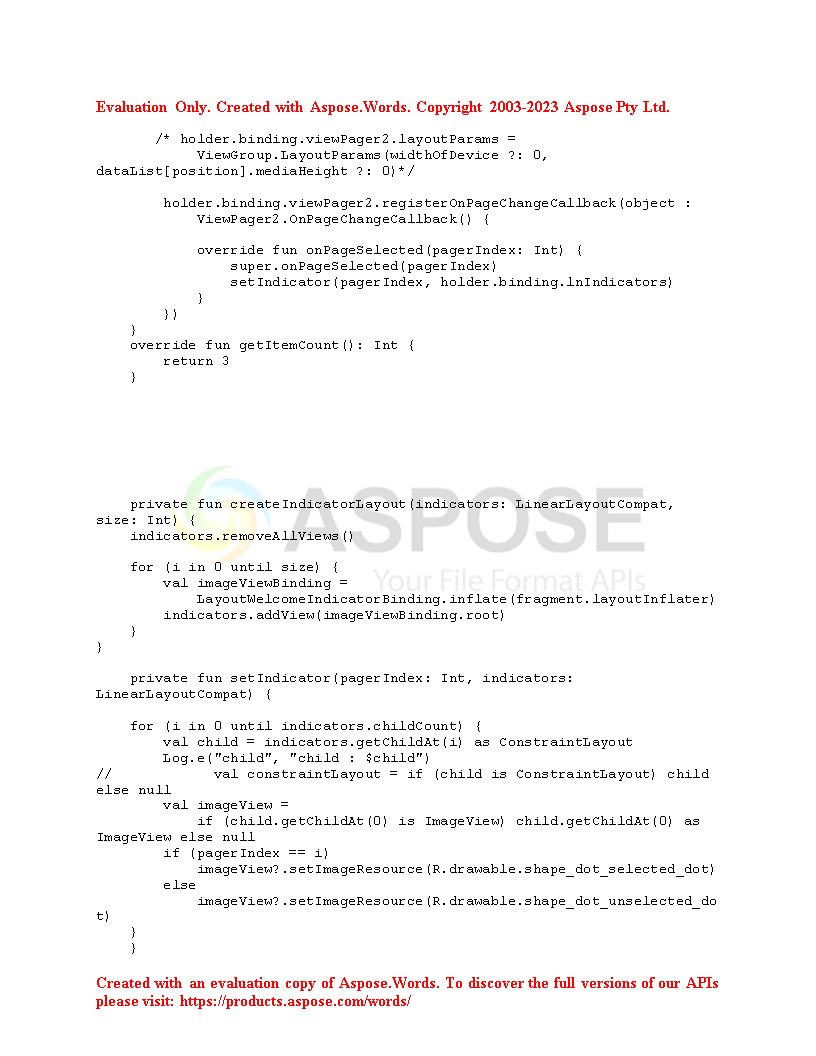 Evaluation Only. Created with Aspose.Words. Copyright 2003-2023 Aspose Pty Ltd.
/* holder.binding.viewPager2.layoutParams =
ViewGroup.LayoutParams(widthOfDevice ?: 0,
dataList[position].mediaHeight ?: 0)*/
holder.binding.viewPager2.registerOnPageChangeCallback(object :
ViewPager2.OnPageChangeCallback() {
override fun onPageSelected(pagerIndex: Int) {
super.onPageSelected(pagerIndex)
setIndicator(pagerIndex, holder.binding.lnIndicators)
}
})
}
override fun getItemCount(): Int {
return 3
}
private fun createIndicatorLayout(indicators: LinearLayoutCompat,
size: Int) {
indicators.removeAllViews()
ASPOSE
for (i in 0 until size) {
val imageViewBinding =
Your File Format APIs
LayoutWelcomeIndicatorBinding.inflate(fragment.layoutInflater)
indicators.addView(imageViewBinding.root)
}
}
private fun setIndicator(pagerIndex: Int, indicators:
LinearLayoutCompat) {
for (i in 0 until indicators.childCount) {
val child = indicators.getChildAt(i) as ConstraintLayout
Log.e("child", "child : $child")
// val constraintLayout = if (child is ConstraintLayout) child
else null
val imageView =
if (child.getChildAt(0) is ImageView) child.getChildAt(0) as
ImageView else null
if (pagerIndex == i)
imageView?.setImageResource(R.drawable.shape_dot_selected_dot)
else
imageView?.setImageResource(R.drawable.shape_dot_unselected_do
t)
}
}
Created with an evaluation copy of Aspose.Words. To discover the full versions of our APIs
please visit: https://products.aspose.com/words/